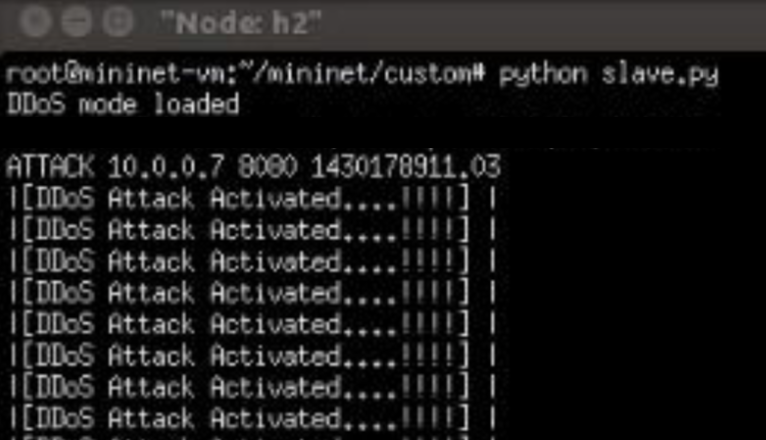 "Node: h2"
root@mininet-vm:~/mininet/custom# python slave.py
DDoS mode loaded
ATTACK 10.0.0.7 8080 1430178911.03
|[DDoS Attack Activated....!!!!] |
|[DDoS Attack Activated....!!!!] |
|[DDoS Attack Activated....!!!!] |
|[DDoS Attack Activated....!!!!] |
|[DDoS Attack Activated....!!!!] |
|[DDoS Attack Activated....!!!!] |
|[DDoS Attack Activated....!!!!] |
|[DDoS Attack Activated....!!!!] |